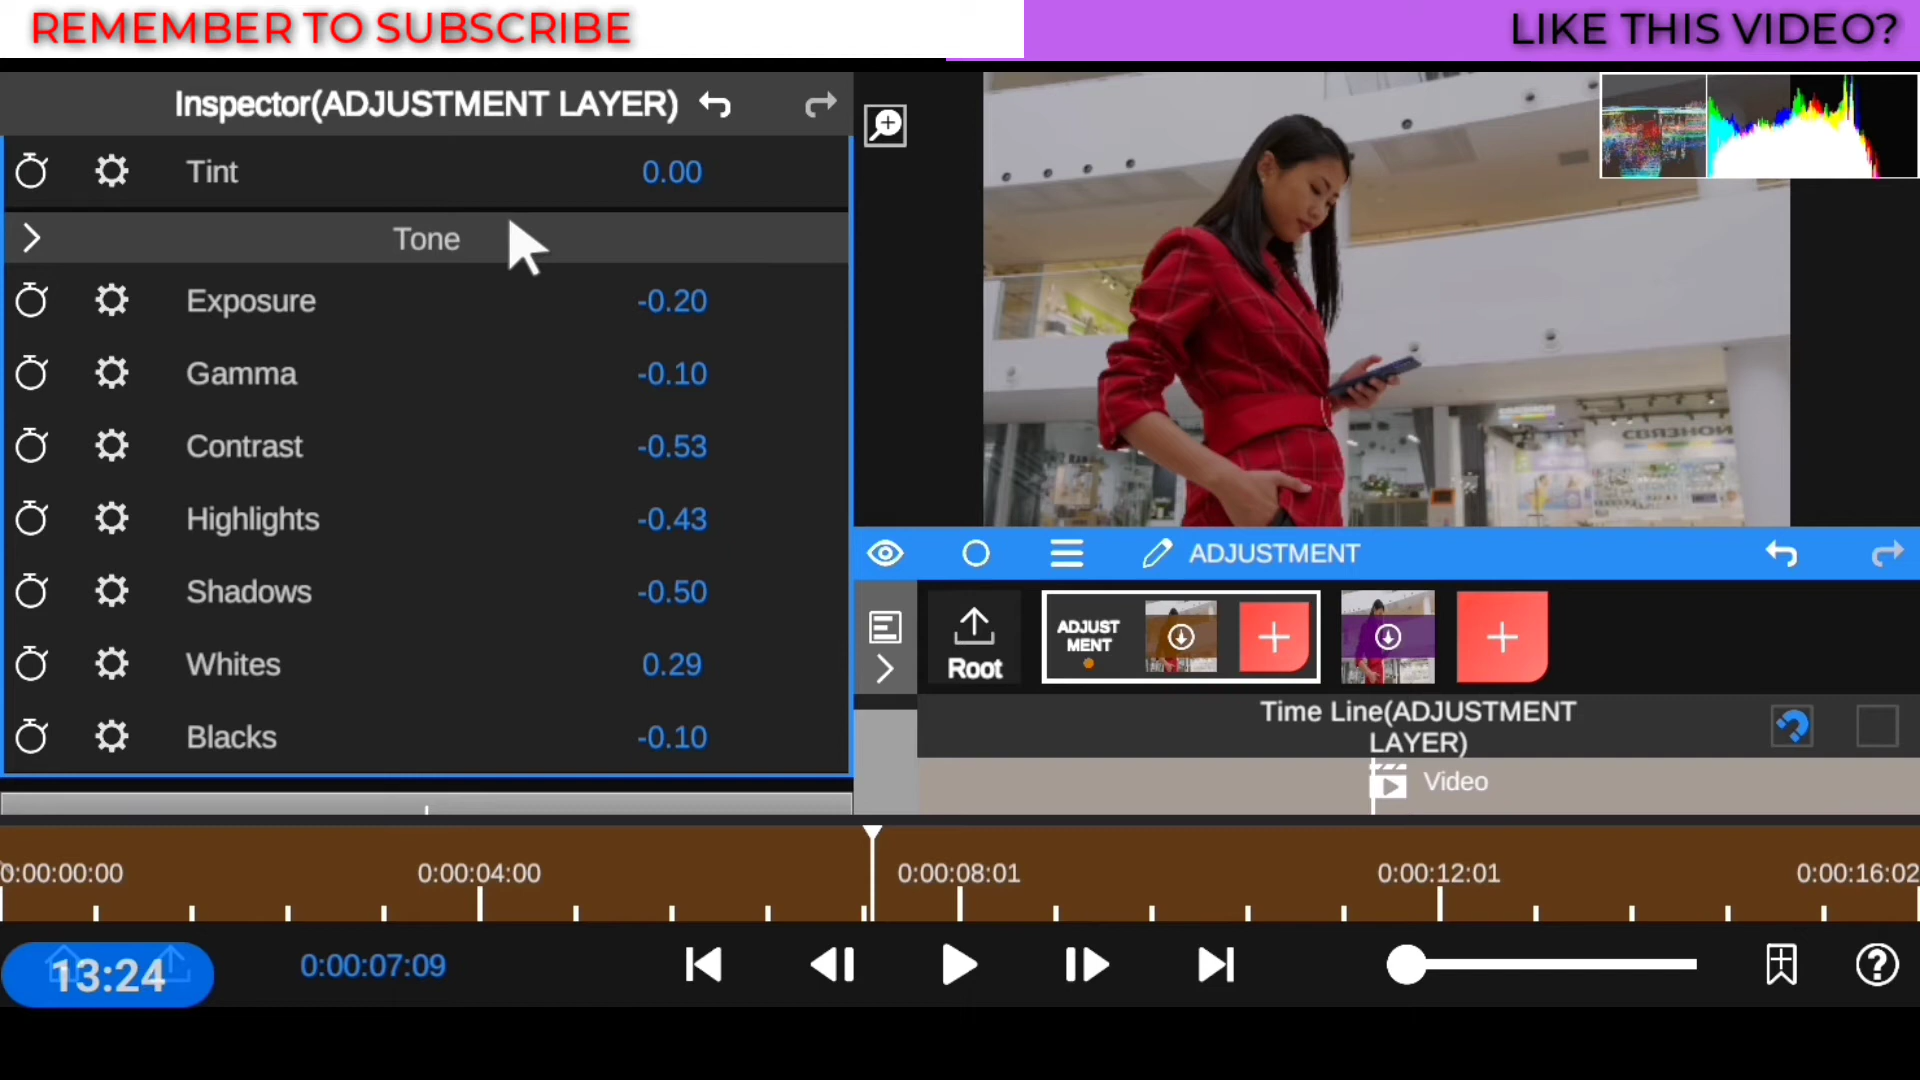 REMEMBER TO SUBSCRIBE
LIKE THIS VIDEO?
Inspector(ADJUSTMENT LAYER)
Tint 0.00
Tone
Exposure -0.20
Gamma -0.10
Contrast -0.53
Highlights -0.43
Shadows -0.50
Whites 0.29
Blacks -0.10
ADJUSTMENT
Root
ADJUST
MENT
Time Line(ADJUSTMENT
LAYER)
Video
0:00:00:00 0:00:04:00 0:00:08:01 0:00:12:01 0:00:16:02
13:24
0:00:07:09